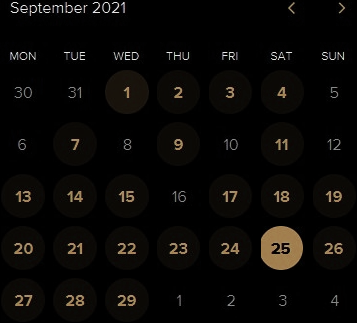 September 2021
MON TUE WED THU FRI SAT SUN
30 31 1 2 3 4 5
6 7 8 9 10 11 12
13 14 15 16 17 18 19
20 21 22 23 24 25 26
27 28 29 1 2 3 4